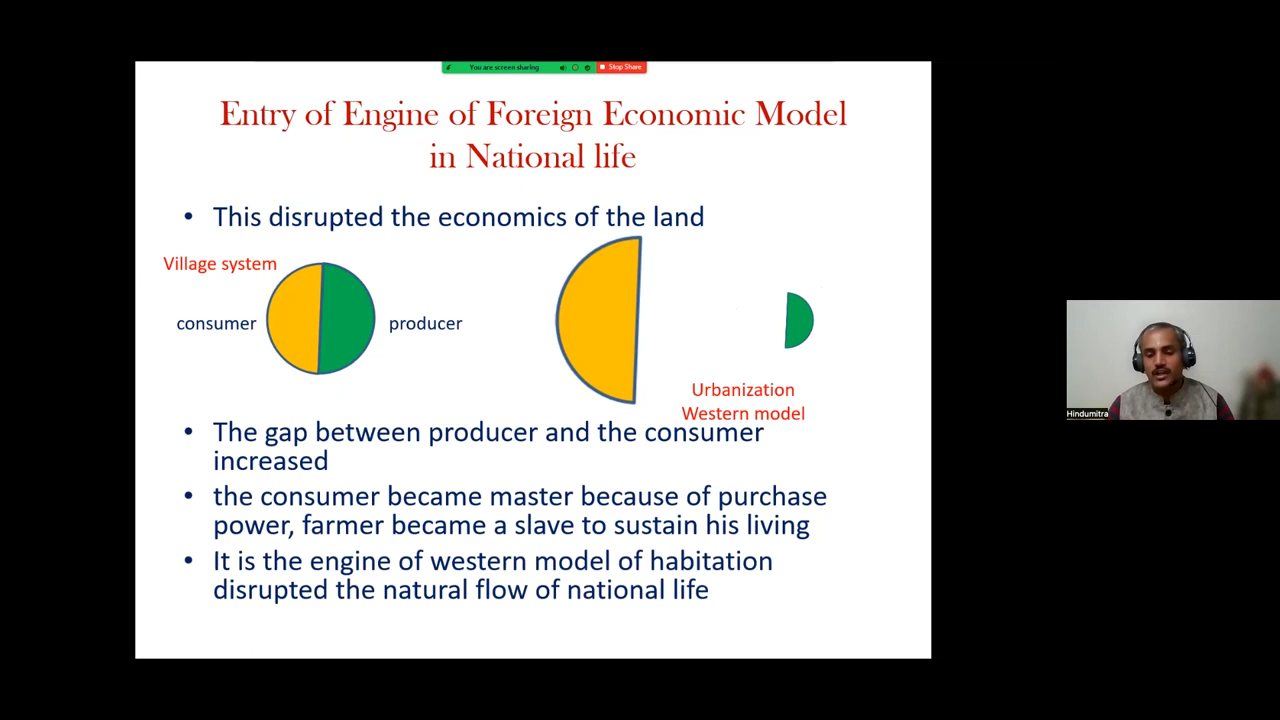 You are screen sharing
Stop Share
Entry of Engine of Foreign Economic Model
in National life
• This disrupted the economics of the land
Village system
consumer
producer
Urbanization
Western model
• The gap between producer and the consumer
increased
• the consumer became master because of purchase
power, farmer became a slave to sustain his living
• It is the engine of western model of habitation
disrupted the natural flow of national life
Hindumitra